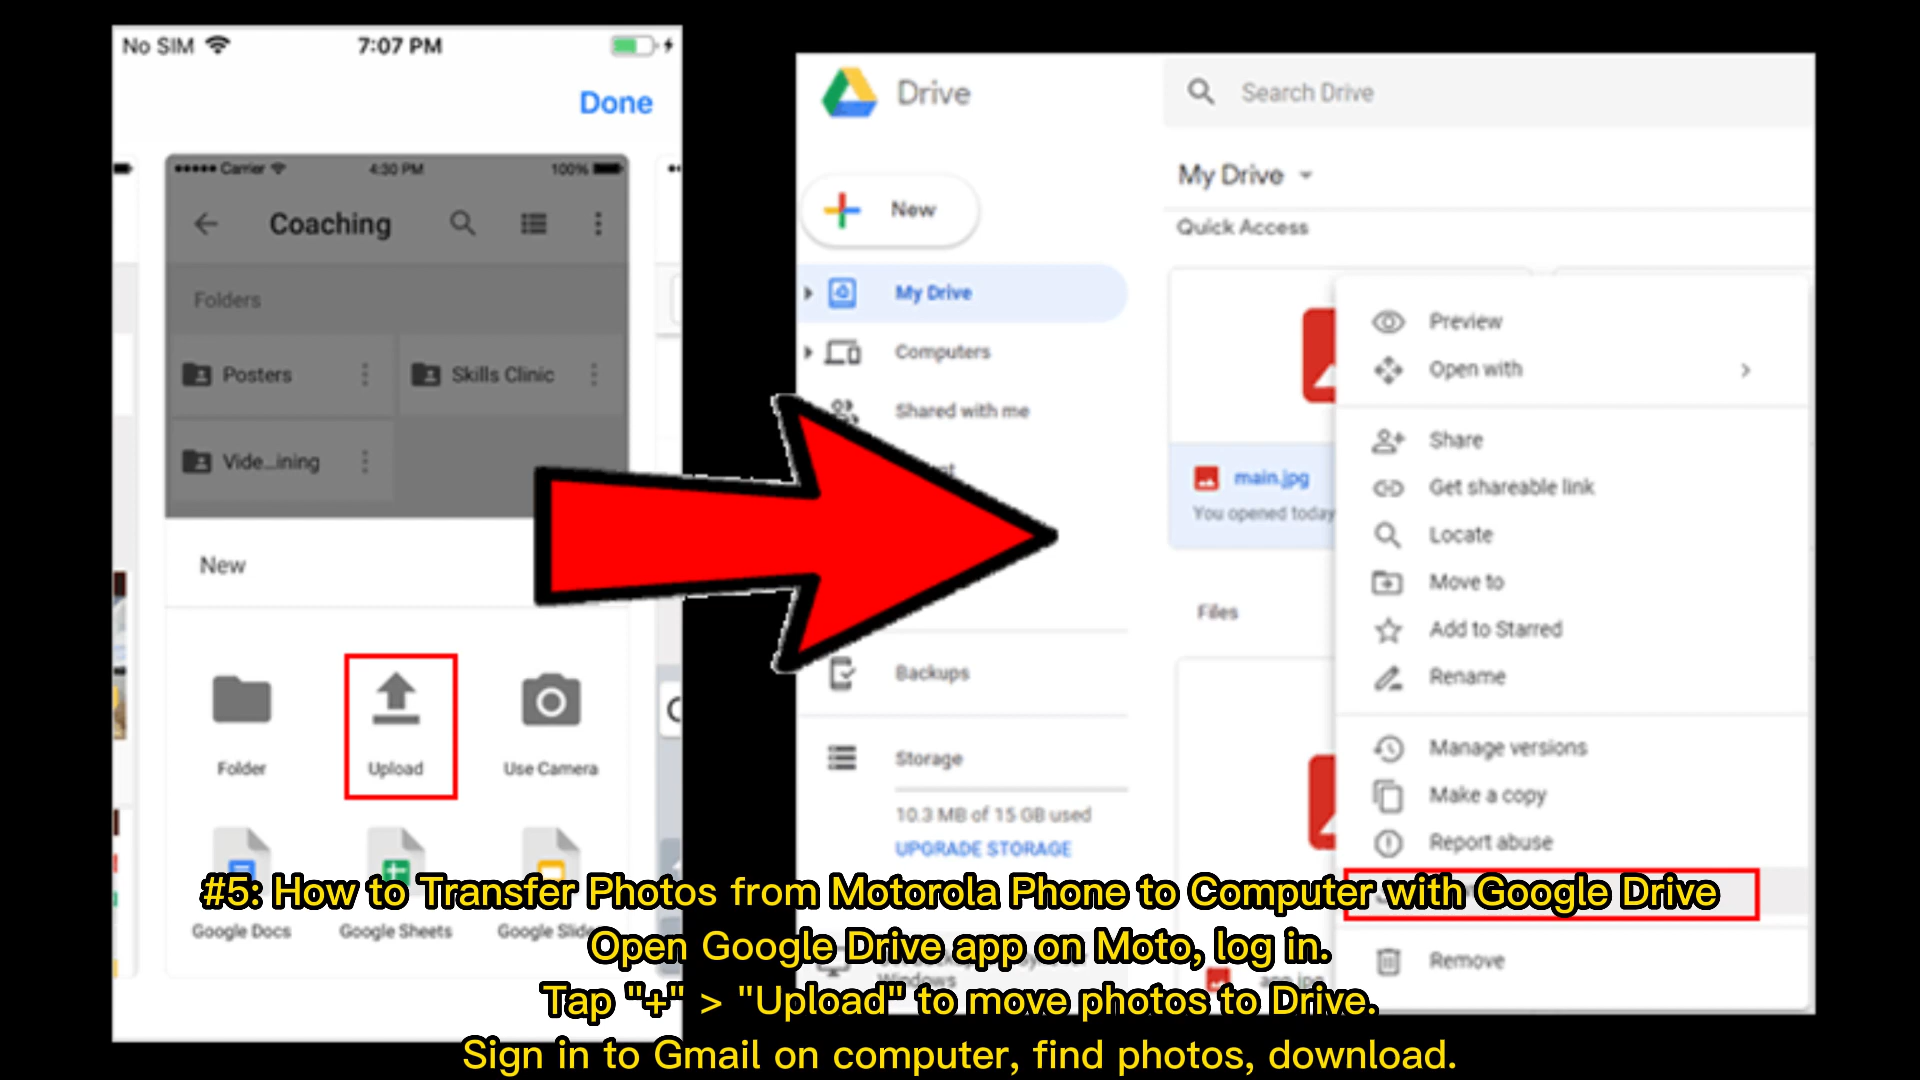 No SIM
7:07 PM
Done
Carrier
4:30 PM
100%
Coaching
Folders
Posters
Skills Clinic
Vide...ining
New
Folder
Upload
Use Camera
Google Docs
Google Sheets
Drive
Search Drive
My Drive
New
Quick Access
My Drive
Computers
Shared with me
Backups
Storage
10.3 MB of 15 GB used
UPGRADE STORAGE
main.jpg
You opened today
Files
Preview
Open with
Share
Get shareable link
Locate
Move to
Add to Starred
Rename
Manage versions
Make a copy
Report abuse
Remove
#5: How to Transfer Photos from Motorola Phone to Computer with Google Drive
Open Google Drive app on Moto, log in.
Tap "+" > "Upload" to move photos to Drive.
Sign in to Gmail on computer, find photos, download.